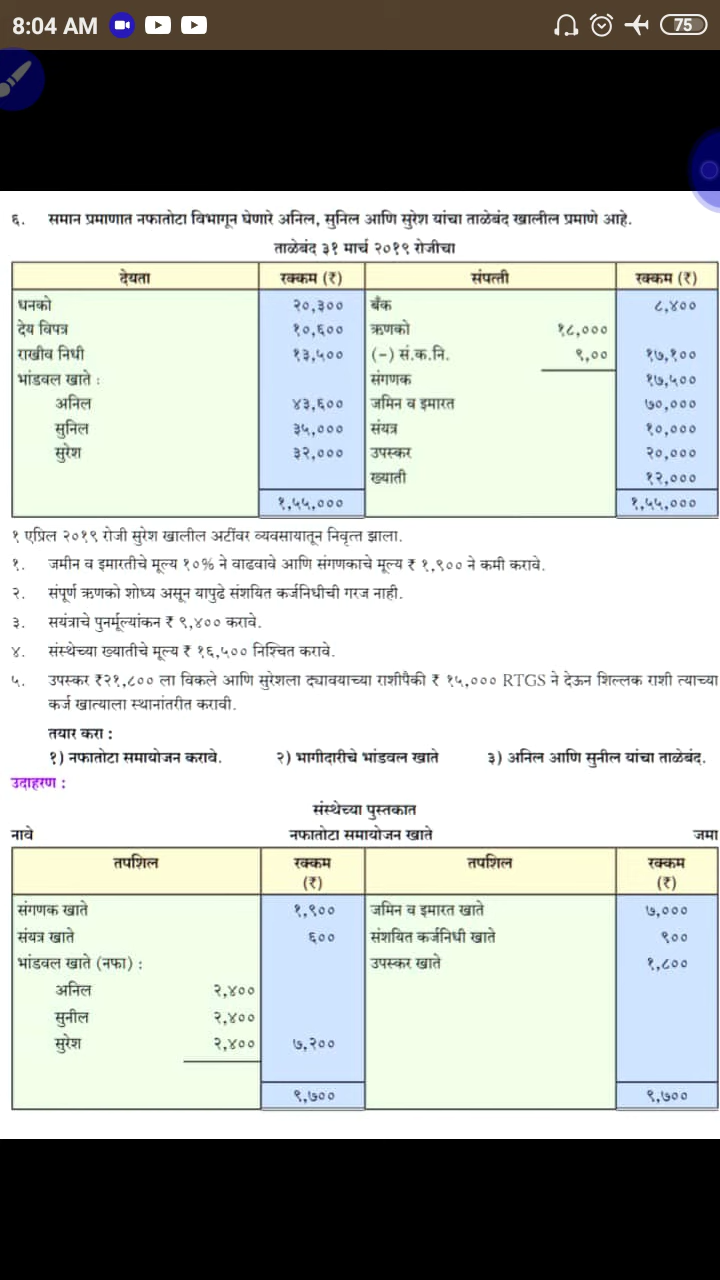 8:04 AM 75
६. समान प्रमाणात नफातोटा विभागून घेणारे अनिल, सुनिल आणि सुरेश यांचा ताळेबंद खालील प्रमाणे आहे.
ताळेबंद ३१ मार्च २०१९ रोजीचा
देयता रक्कम (₹) संपत्ती रक्कम (₹)
धनको २०,३०० बँक ८,४००
देय विपत्र १०,६०० ऋणको १८,०००
राखीव निधी १३,५०० (-) सं.क.नि. ९,०० १७,१००
भांडवल खाते : संगणक १७,५००
अनिल ४३,६०० जमिन व इमारत ७०,०००
सुनिल ३५,००० संयत्र १०,०००
सुरेश ३२,००० उपस्कर २०,०००
ख्याती १२,०००
१,५५,००० १,५५,०००
१ एप्रिल २०१९ रोजी सुरेश खालील अटींवर व्यवसायातून निवृत्त झाला.
१. जमीन व इमारतीचे मूल्य १०% ने वाढवावे आणि संगणकाचे मूल्य ₹ १,९०० ने कमी करावे.
२. संपूर्ण ऋणको शोध्य असून यापुढे संशयित कर्जनिधीची गरज नाही.
३. सयंत्राचे पुनर्मूल्यांकन ₹ ९,४०० करावे.
४. संस्थेच्या ख्यातीचे मूल्य ₹ १६,५०० निश्चित करावे.
५. उपस्कर ₹२१,८०० ला विकले आणि सुरेशला द्यावयाच्या राशीपैकी ₹ १५,००० RTGS ने देऊन शिल्लक राशी त्याच्या
कर्ज खात्याला स्थानांतरीत करावी.
तयार करा :
१) नफातोटा समायोजन करावे. २) भागीदारीचे भांडवल खाते ३) अनिल आणि सुनील यांचा ताळेबंद.
उदाहरण :
संस्थेच्या पुस्तकात
नावे नफातोटा समायोजन खाते जमा
तपशिल रक्कम तपशिल रक्कम
(₹) (₹)
संगणक खाते १,९०० जमिन व इमारत खाते ७,०००
संयत्र खाते ६०० संशयित कर्जनिधी खाते ९००
भांडवल खाते (नफा) : उपस्कर खाते १,८००
अनिल २,४००
सुनील २,४००
सुरेश २,४०० ७,२००
९,७०० ९,७००